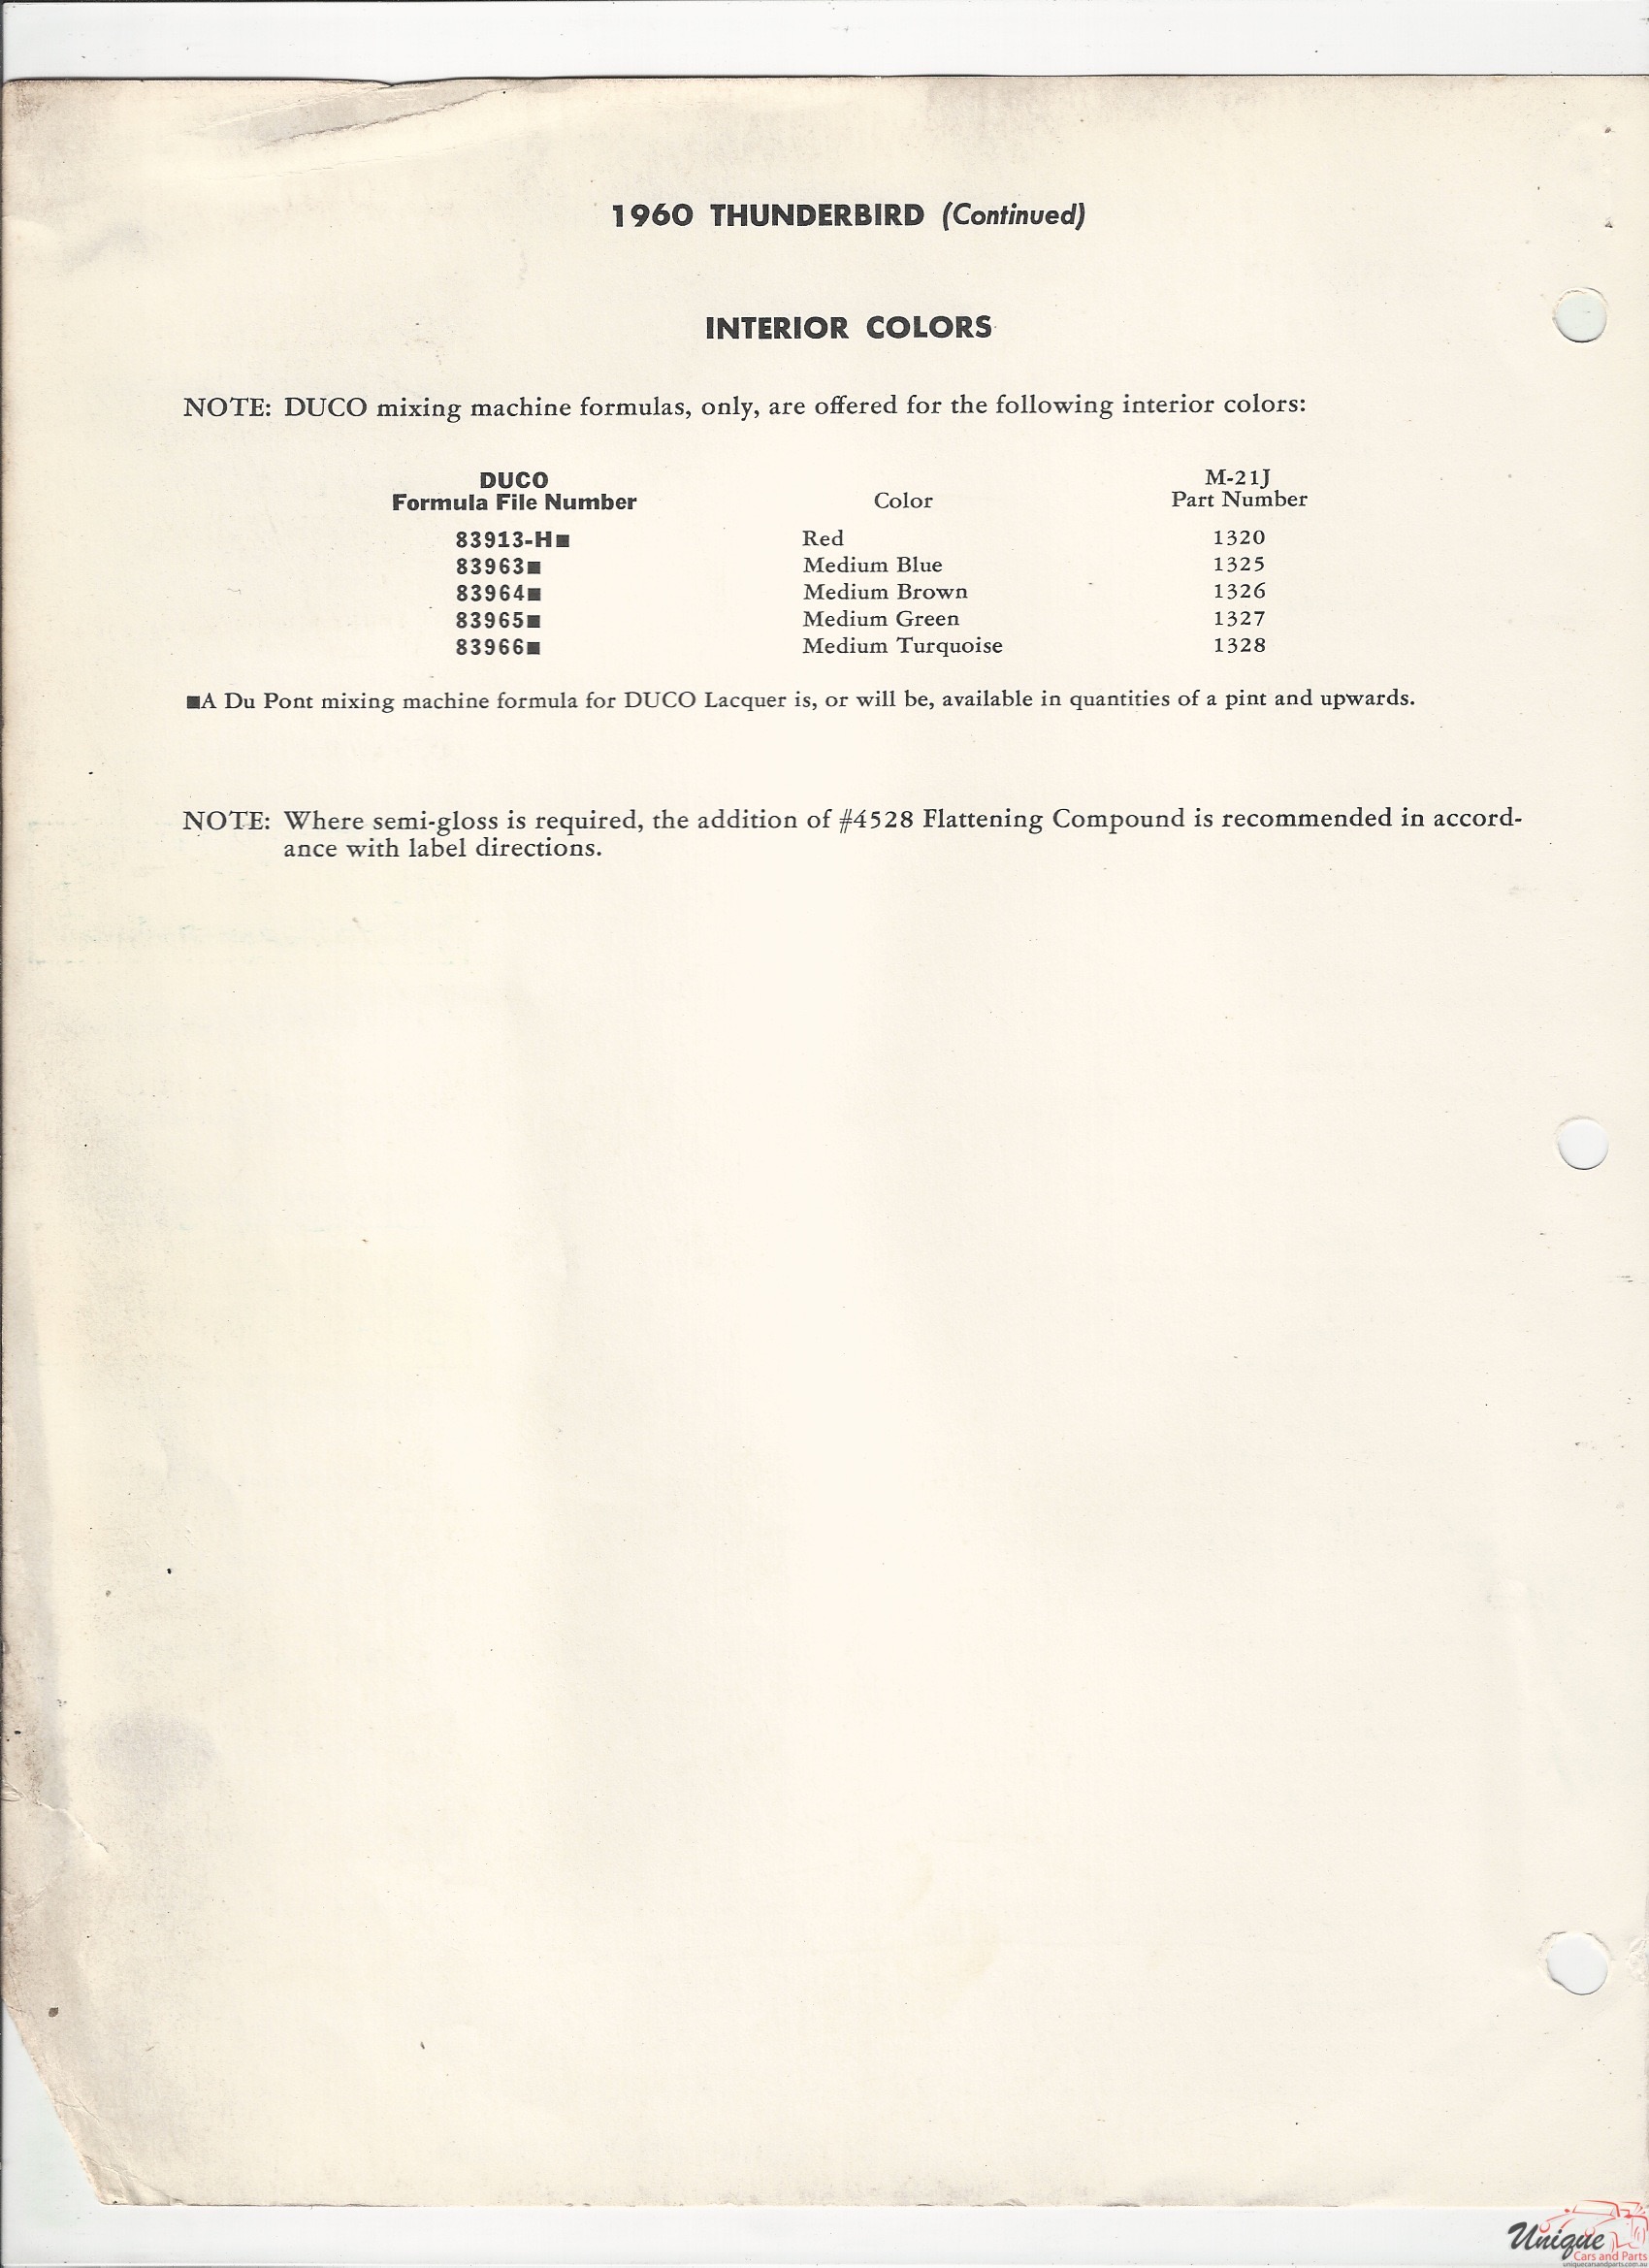 1960 THUNDERBIRD (Continued)
INTERIOR COLORS
NOTE: DUCO mixing machine formulas, only, are offered for the following interior colors:
DUCO M-21J
Formula File Number Color Part Number
83913-H■ Red 1320
83963■ Medium Blue 1325
83964■ Medium Brown 1326
83965■ Medium Green 1327
83966■ Medium Turquoise 1328
■A Du Pont mixing machine formula for DUCO Lacquer is, or will be, available in quantities of a pint and upwards.
NOTE: Where semi-gloss is required, the addition of #4528 Flattening Compound is recommended in accord-
ance with label directions.
Unique
Cars and Parts
uniquecarsandparts.com.au